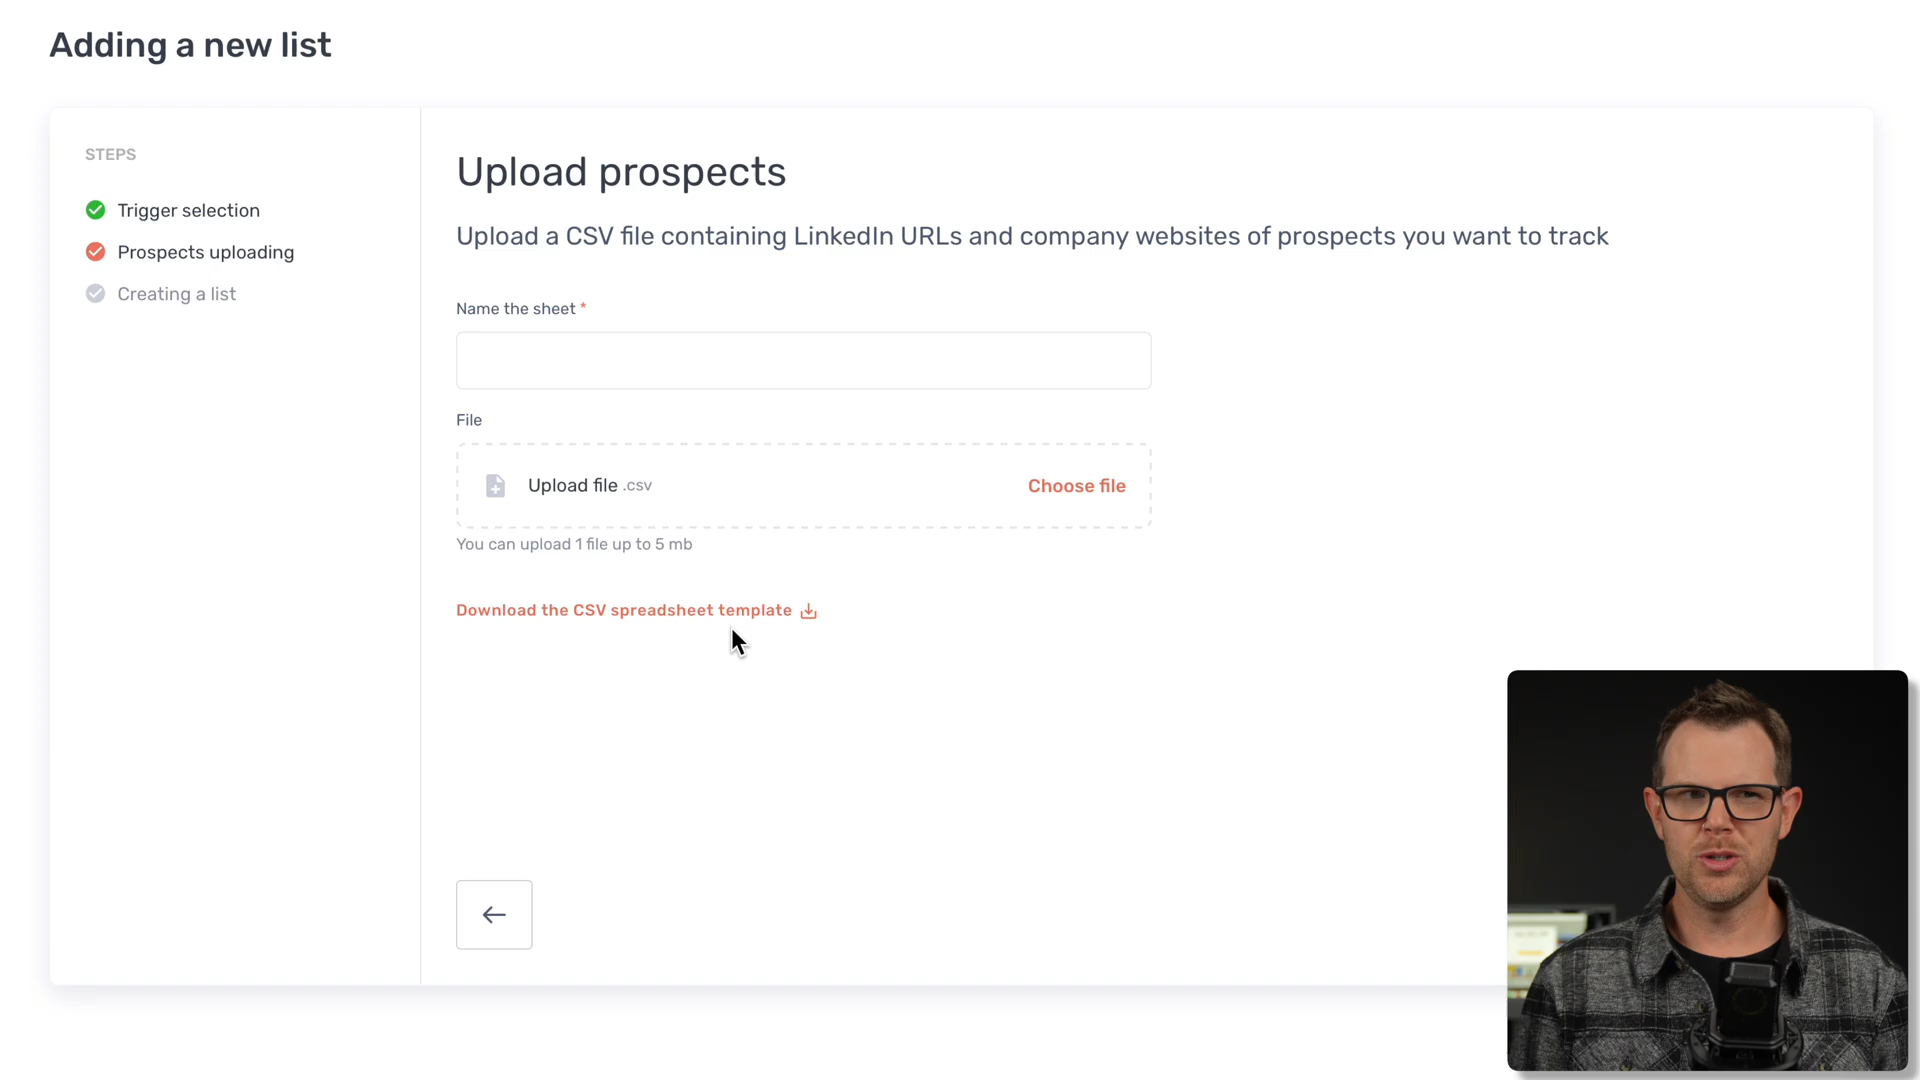 Adding a new list
STEPS
Trigger selection
Prospects uploading
Creating a list
Upload prospects
Upload a CSV file containing LinkedIn URLs and company websites of prospects you want to track
Name the sheet *
File
Upload file .csv
Choose file
You can upload 1 file up to 5 mb
Download the CSV spreadsheet template